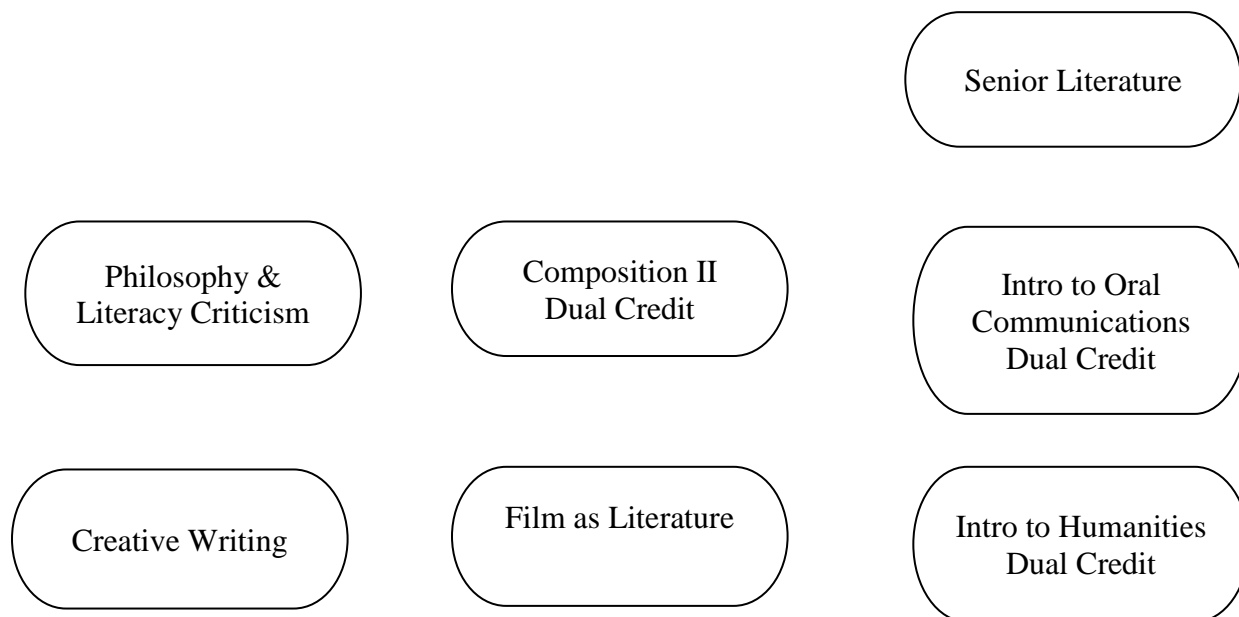 Senior Literature
Philosophy &
Literacy Criticism
Composition II
Dual Credit
Intro to Oral
Communications
Dual Credit
Creative Writing
Film as Literature
Intro to Humanities
Dual Credit